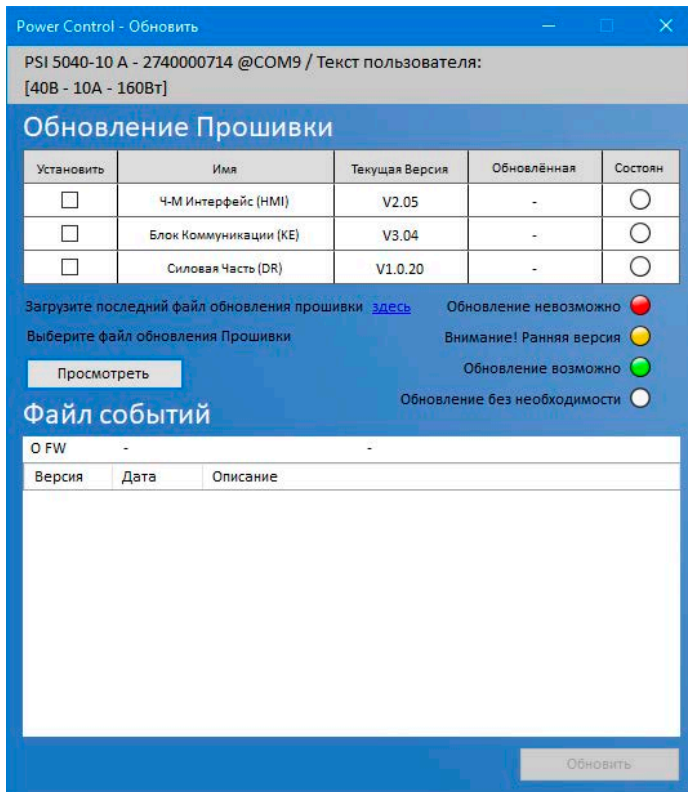 Power Control - Обновить
PSI 5040-10 A - 2740000714 @COM9 / Текст пользователя:
[40В - 10А - 160Вт]
Обновление Прошивки
Установить Имя Текущая Версия Обновлённая Состоян
Ч-М Интерфейс (HMI) V2.05 -
Блок Коммуникации (KE) V3.04 -
Силовая Часть (DR) V1.0.20 -
Загрузите последний файл обновления прошивки здесь Обновление невозможно
Выберите файл обновления Прошивки Внимание! Ранняя версия
Просмотреть Обновление возможно
Обновление без необходимости
Файл событий
О FW - -
Версия Дата Описание
Обновить